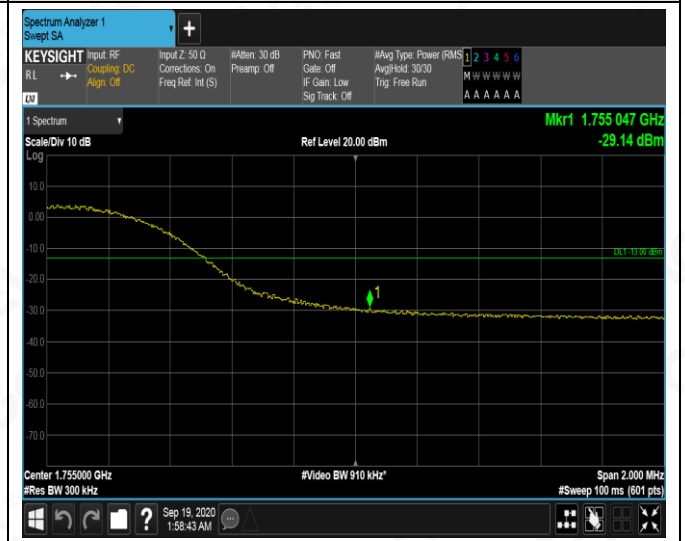 Spectrum Analyzer 1
Swept SA
+
KEYSIGHT
RL
LXI
Input: RF
Coupling: DC
Align: Off
Input Z: 50 Ω
Corrections: On
Freq Ref: Int (S)
#Atten: 30 dB
Preamp: Off
PNO: Fast
Gate: Off
IF Gain: Low
Sig Track: Off
#Avg Type: Power (RMS
Avg|Hold: 30/30
Trig: Free Run
1 2 3 4 5 6
M W W W W W
A A A A A A
1 Spectrum
Scale/Div 10 dB
Log
Ref Level 20.00 dBm
Mkr1 1.755 047 GHz
-29.14 dBm
10.0
0.00
-10.0
DL1 -13.00 dBm
-20.0
1
-30.0
-40.0
-50.0
-60.0
-70.0
Center 1.755000 GHz
#Video BW 910 kHz*
Span 2.000 MHz
#Res BW 300 kHz
#Sweep 100 ms (601 pts)
?
Sep 19, 2020
1:58:43 AM